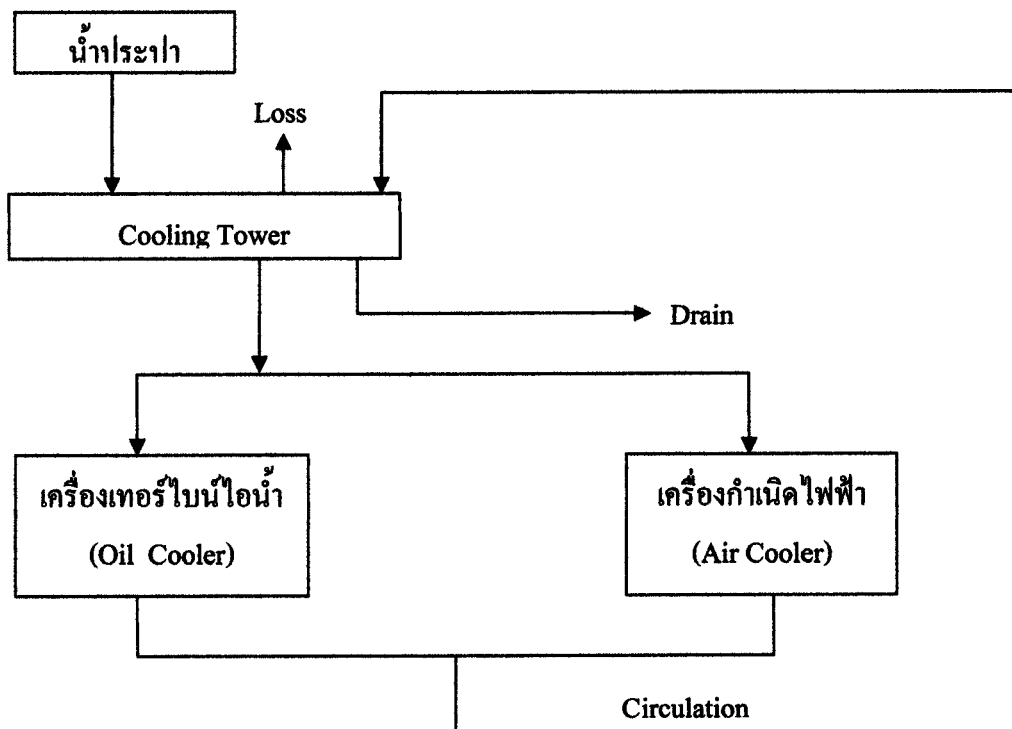 น้ำประปา
Loss
Cooling Tower
Drain
เครื่องเทอร์ไบน์ไอน้ำ
(Oil Cooler)
เครื่องกำเนิดไฟฟ้า
(Air Cooler)
Circulation